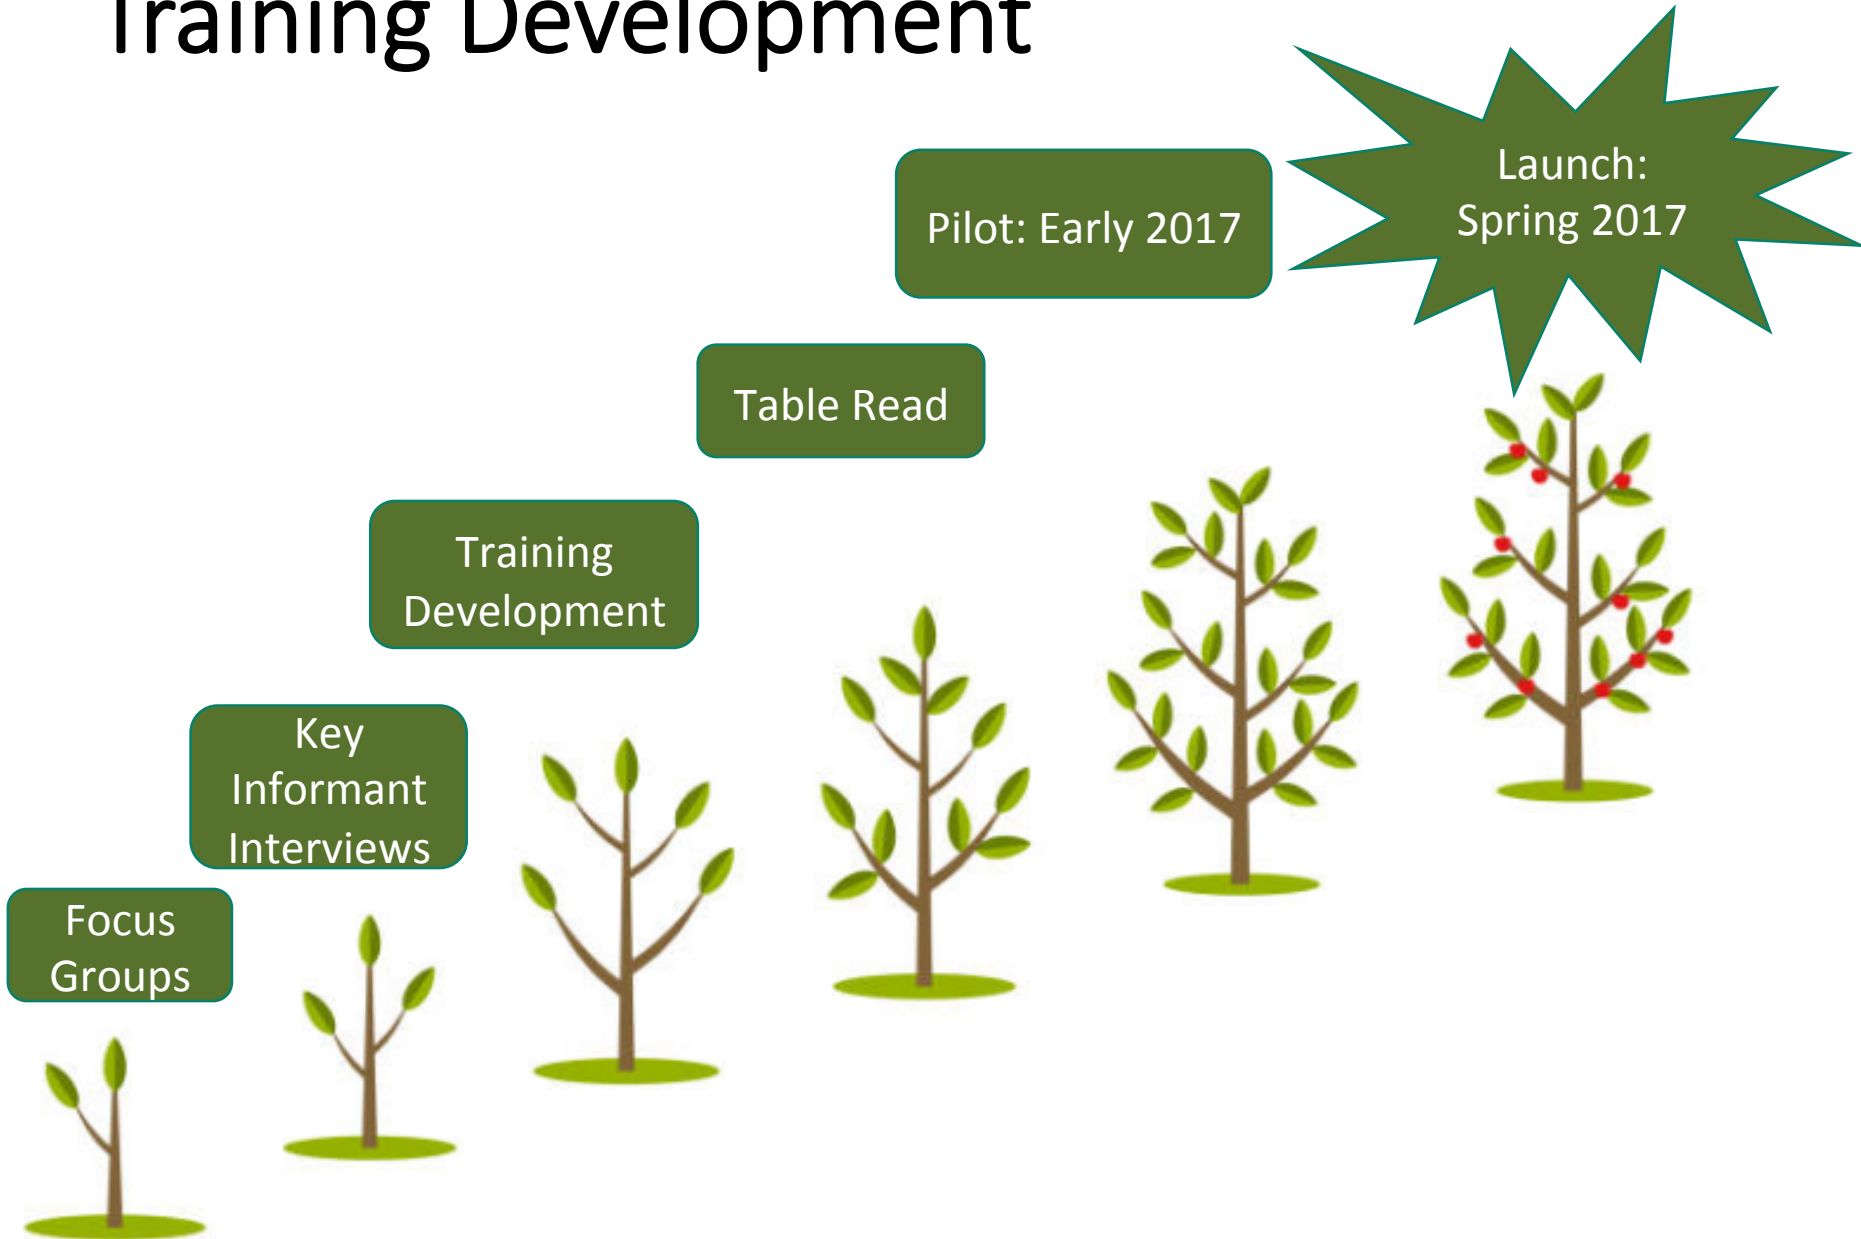 Training Development
Launch:
Spring 2017
Pilot: Early 2017
Table Read
Training
Development
Key
Informant
Interviews
Focus
Groups